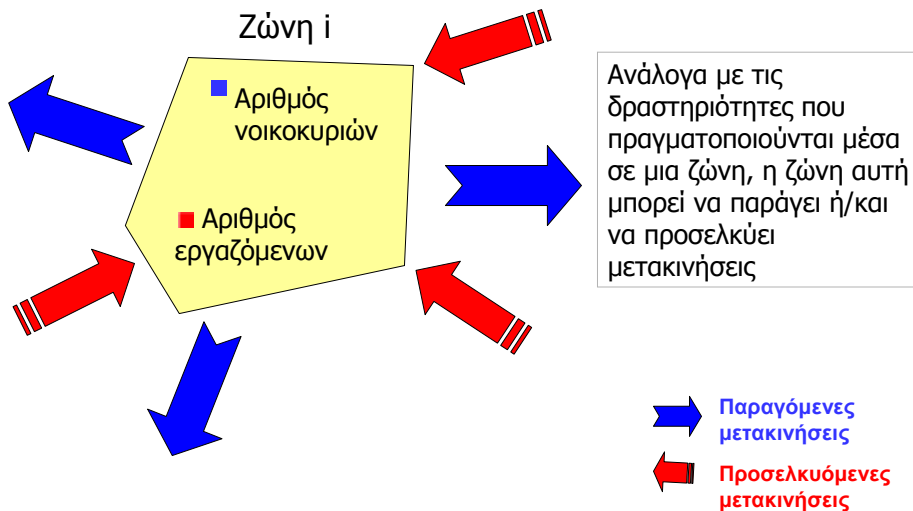 Ζώνη i
Αριθμός
νοικοκυριών
Αριθμός
εργαζόμενων
Ανάλογα με τις
δραστηριότητες που
πραγματοποιούνται μέσα
σε μια ζώνη, η ζώνη αυτή
μπορεί να παράγει ή/και
να προσελκύει
μετακινήσεις
Παραγόμενες
μετακινήσεις
Προσελκυόμενες
μετακινήσεις